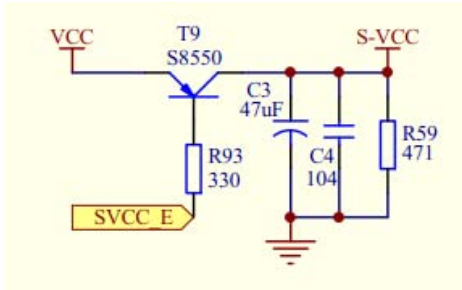 VCC
T9
S8550
S-VCC
C3
47uF
R59
471
C4
104
R93
330
SVCC_E